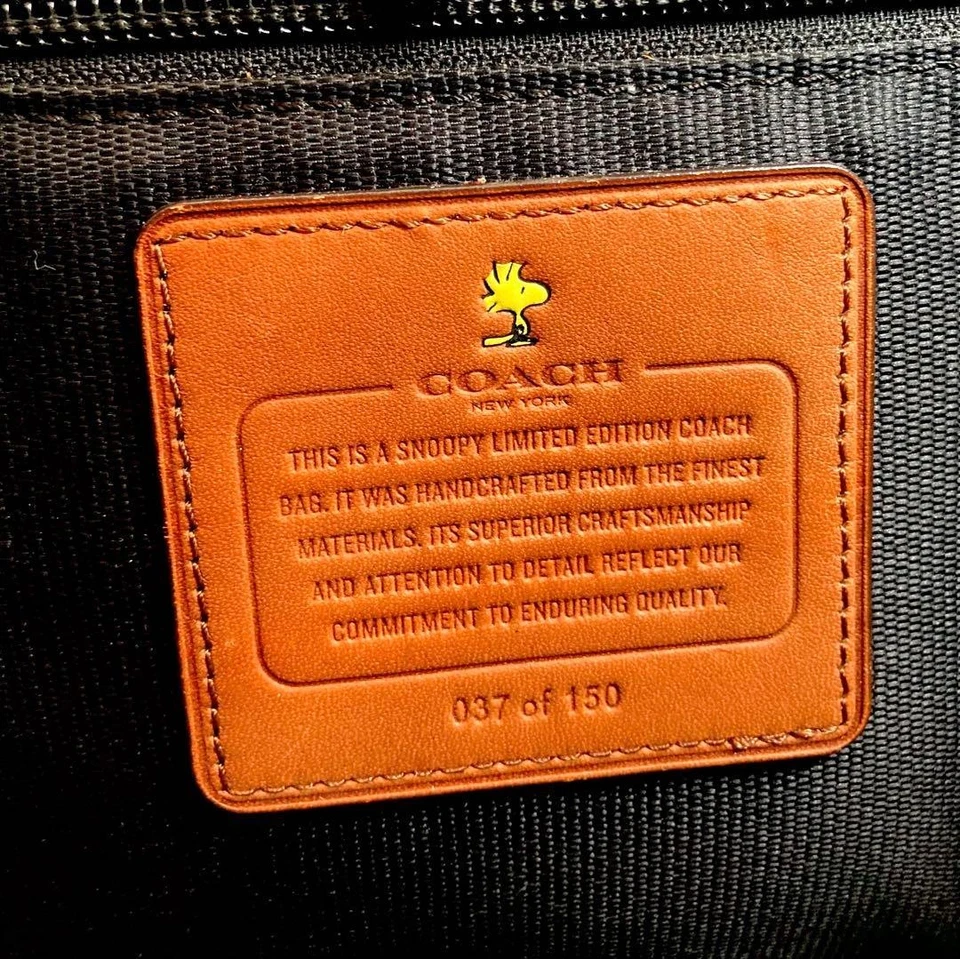 COACH
NEW YORK
THIS IS A SNOOPY LIMITED EDITION COACH
BAG. IT WAS HANDCRAFTED FROM THE FINEST
MATERIALS. ITS SUPERIOR CRAFTSMANSHIP
AND ATTENTION TO DETAIL REFLECT OUR
COMMITMENT TO ENDURING QUALITY.
037 of 150